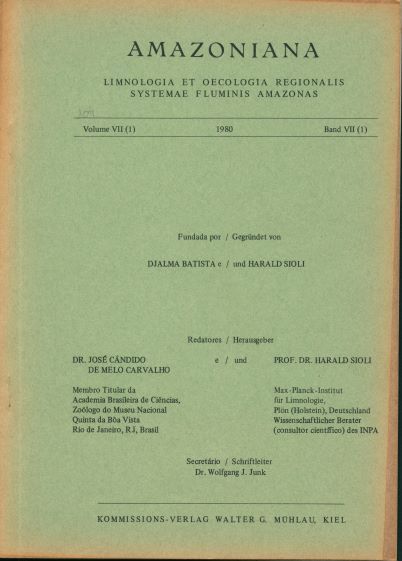 AMAZONIANA
LIMNOLOGIA ET OECOLOGIA REGIONALIS
SYSTEMAE FLUMINIS AMAZONAS
Volume VII (1) 1980 Band VII (1)
Fundada por / Gegründet von
DJALMA BATISTA e / und HARALD SIOLI
Redatores / Herausgeber
DR. JOSÉ CÂNDIDO e / und PROF. DR. HARALD SIOLI
DE MELO CARVALHO
Membro Titular da
Academia Brasileira de Ciências,
Zoólogo do Museu Nacional
Quinta da Bôa Vista
Rio de Janeiro, RJ, Brasil
Max-Planck-Institut
für Limnologie,
Plön (Holstein), Deutschland
Wissenschaftlicher Berater
(consultor científico) des INPA
Secretário / Schriftleiter
Dr. Wolfgang J. Junk
KOMMISSIONS-VERLAG WALTER G. MÜHLAU, KIEL